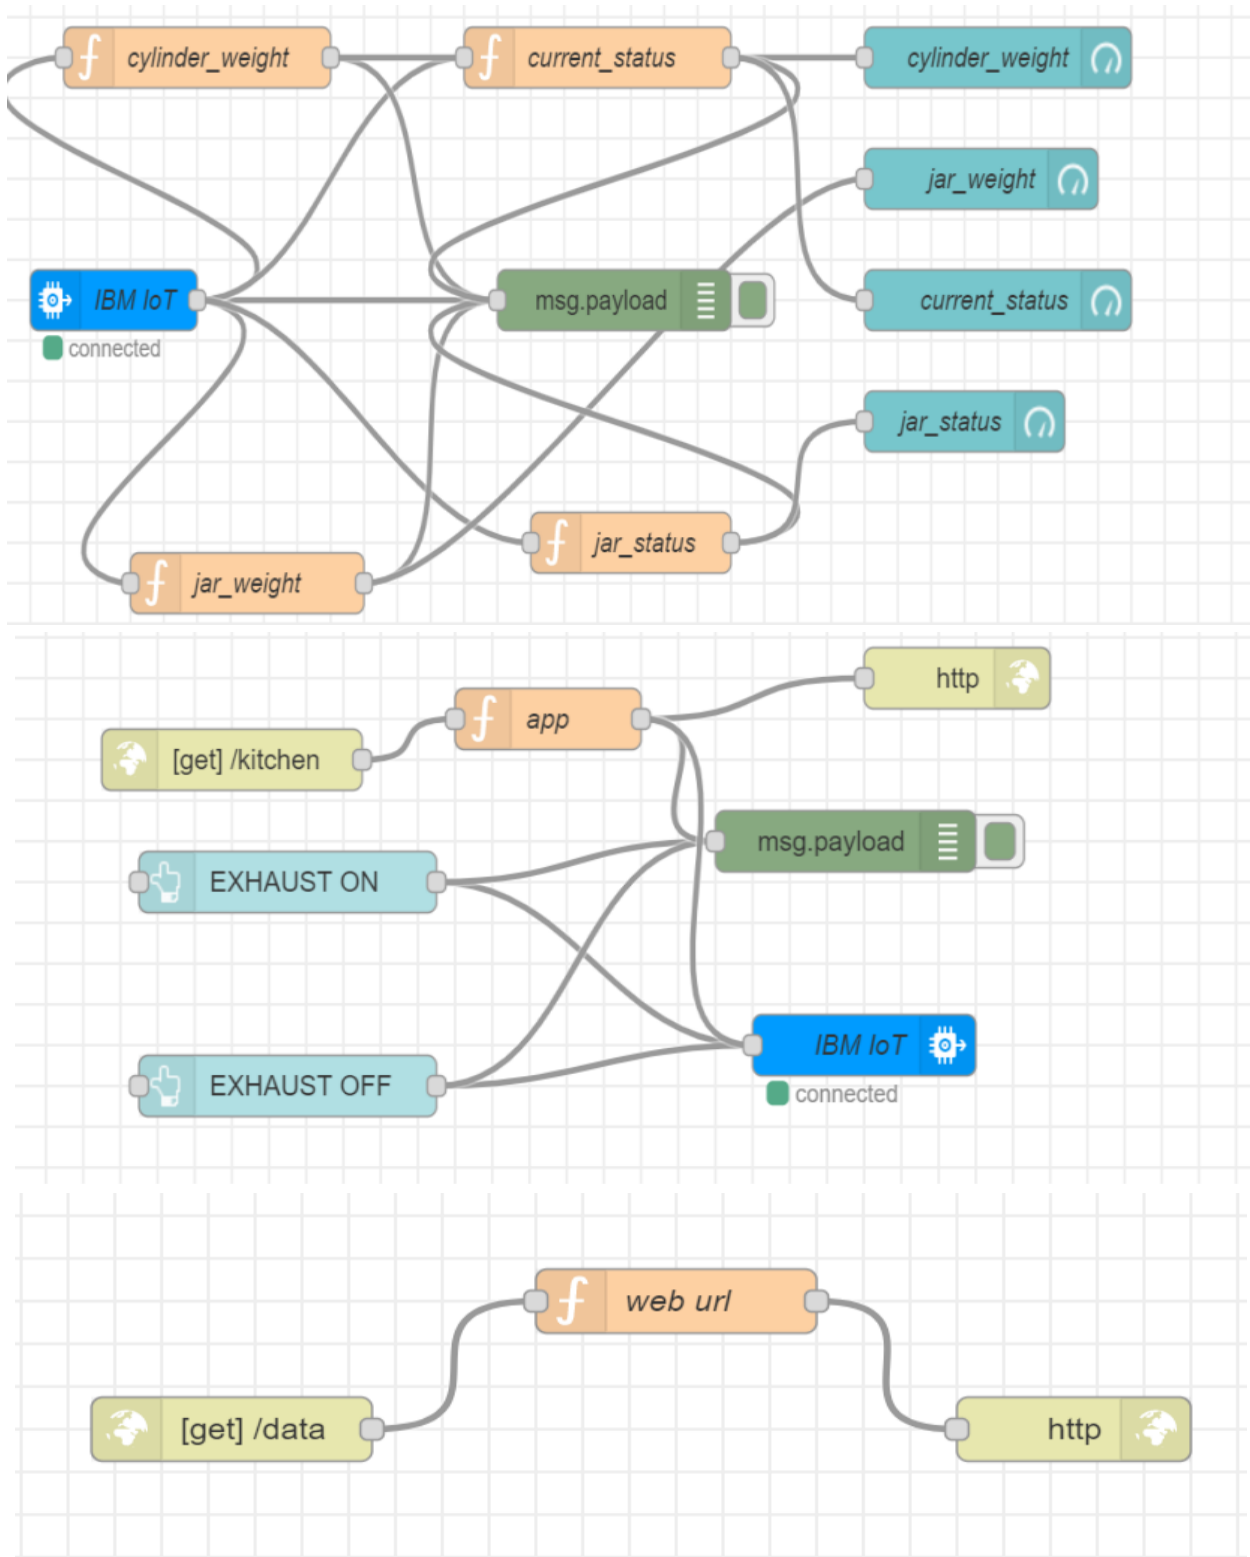 cylinder_weight
current_status
cylinder_weight
jar_weight
IBM IoT
msg.payload
current_status
connected
jar_status
jar_status
jar_weight
http
app
[get] /kitchen
msg.payload
EXHAUST ON
IBM IoT
EXHAUST OFF
connected
web url
[get] /data
http